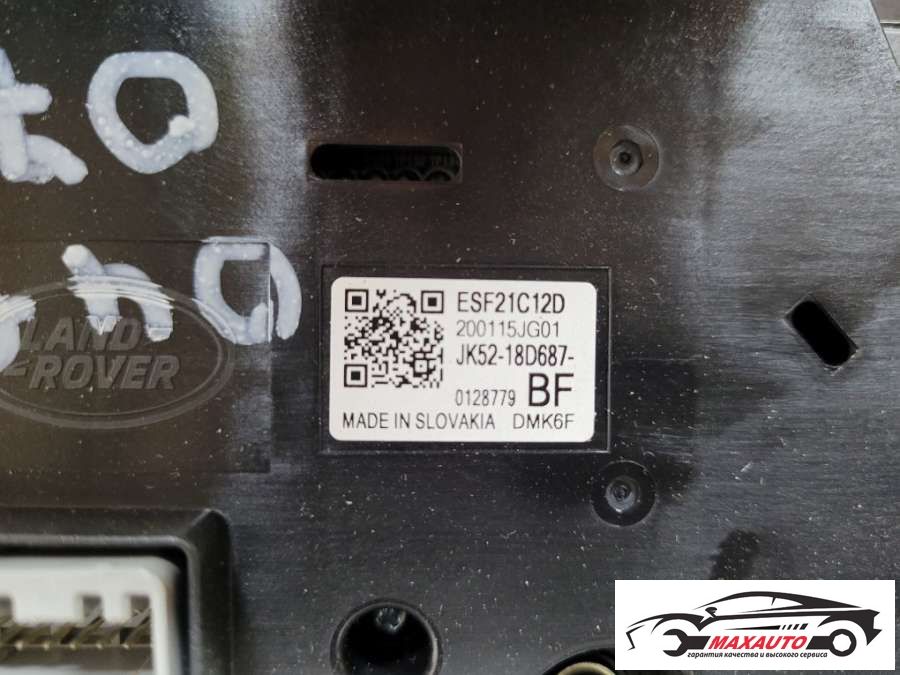 ESF21C12D
200115JG01
JK52-18D687-
0128779 BF
MADE IN SLOVAKIA DMK6F
LAND
ROVER
MAXAUTO
гарантия качества и высокого сервиса